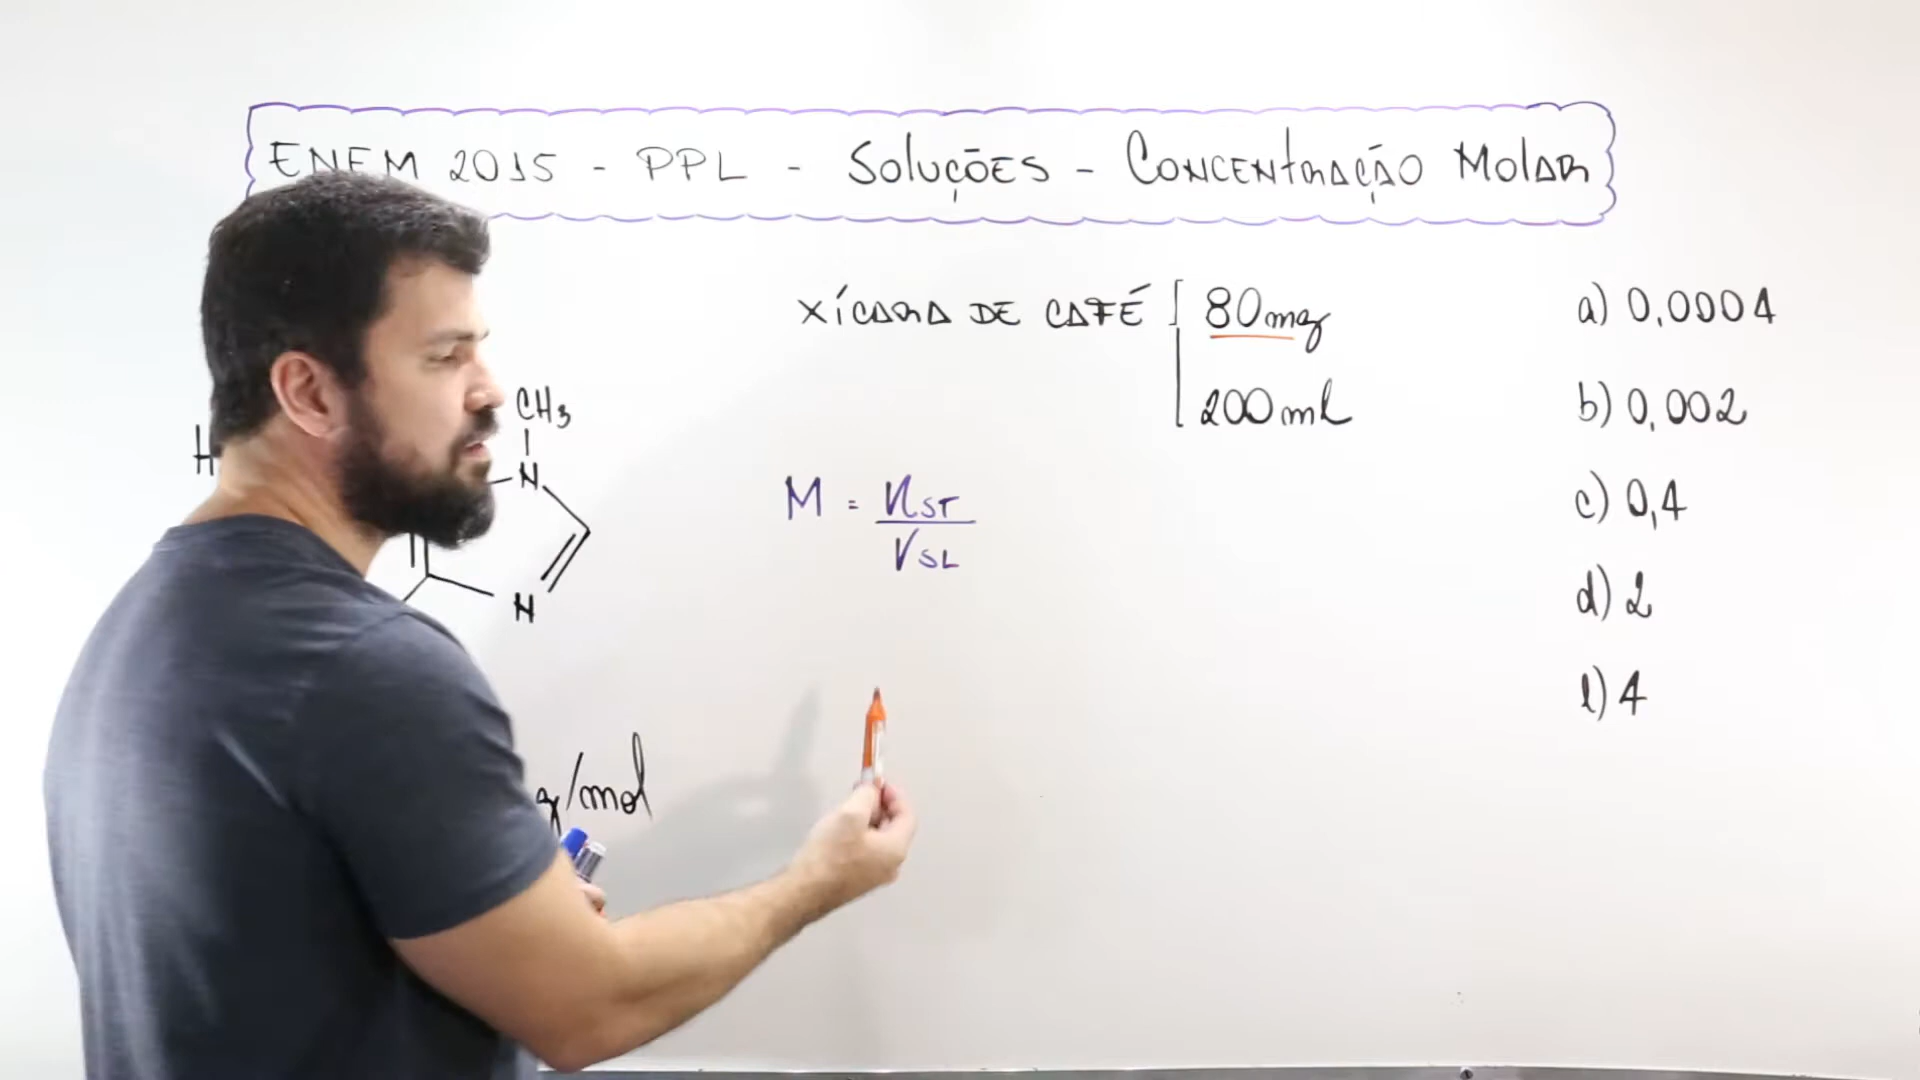 ENEM 2015 - PPL - SOLUÇÕES - CONCENTRAÇÃO MOLAR
XÍCARA DE CAFÉ
80mg
200ml
a) 0,0004
b) 0,002
c) 0,4
d) 2
e) 4
M = nST
VSL
CH3
H
N
N
g/mol